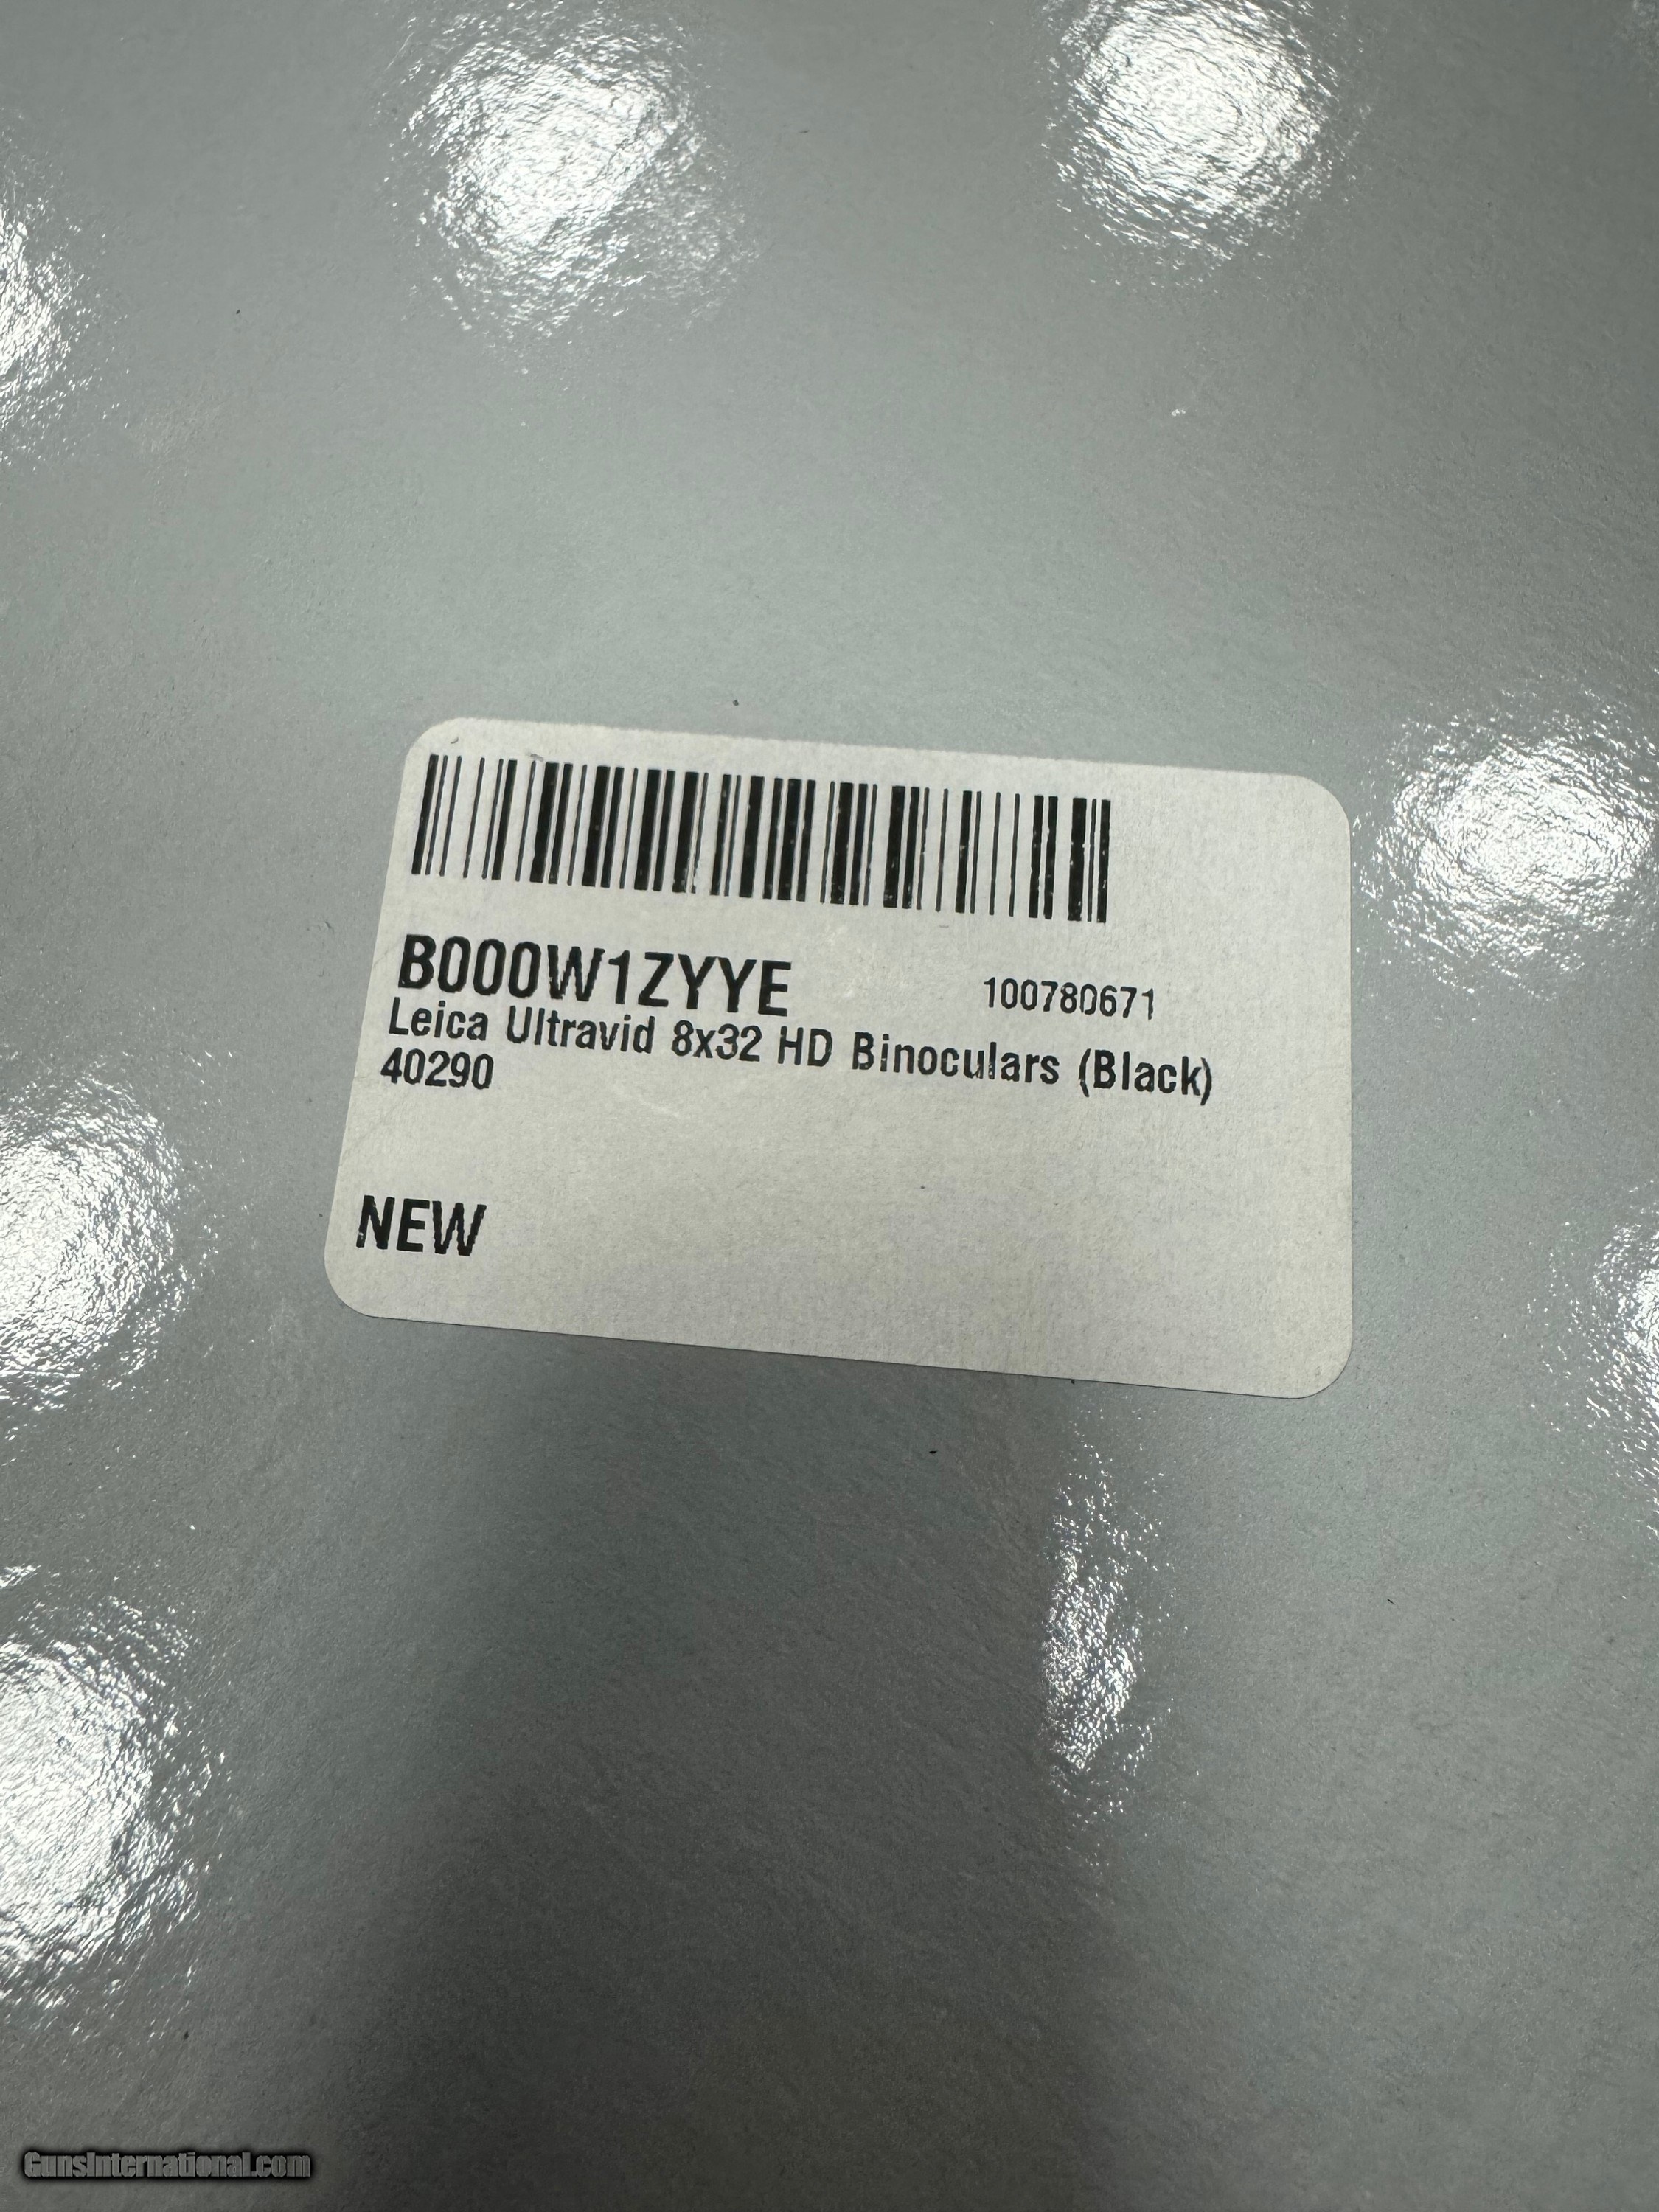 B000W1ZYYE 100780671
Leica Ultravid 8x32 HD Binoculars (Black)
40290
NEW
GunsInternational.com